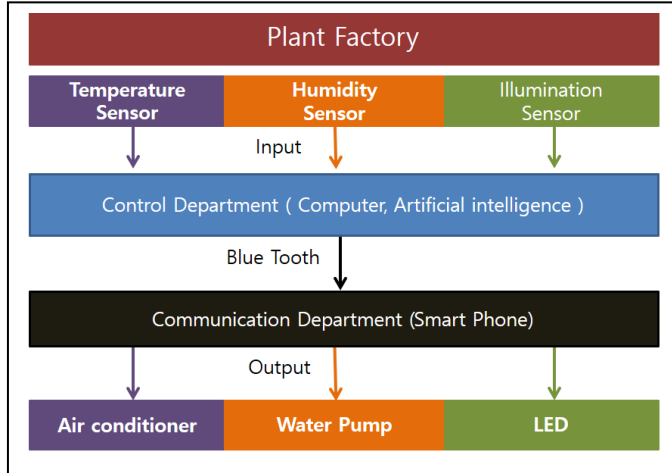 Plant Factory
Temperature
Sensor
Humidity
Sensor
Illumination
Sensor
Input
Control Department ( Computer, Artificial intelligence )
Blue Tooth
Communication Department (Smart Phone)
Output
Air conditioner
Water Pump
LED